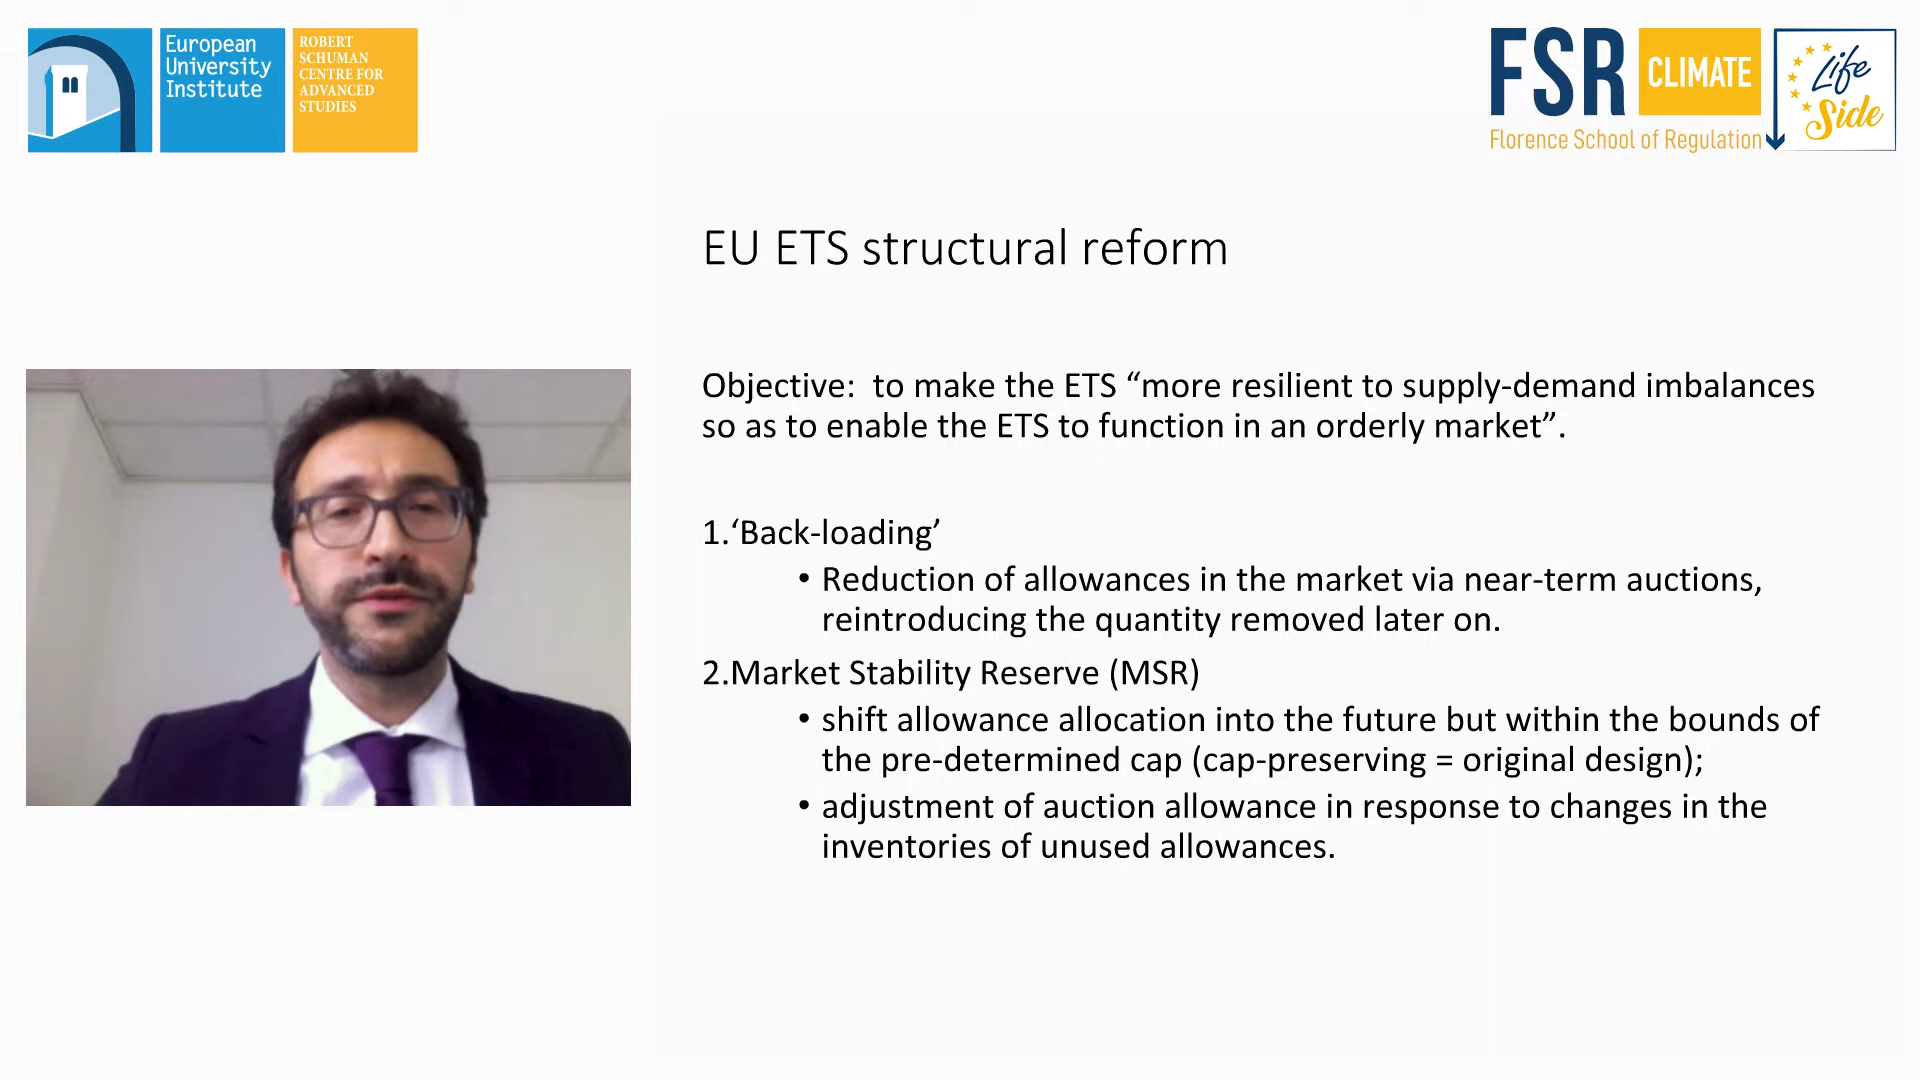 European
University
Institute
ROBERT
SCHUMAN
CENTRE FOR
ADVANCED
STUDIES
FSR CLIMATE
Florence School of Regulation
Life
Side
EU ETS structural reform
Objective:  to make the ETS “more resilient to supply-demand imbalances
so as to enable the ETS to function in an orderly market”.
1.‘Back-loading’
• Reduction of allowances in the market via near-term auctions,
reintroducing the quantity removed later on.
2.Market Stability Reserve (MSR)
• shift allowance allocation into the future but within the bounds of
the pre-determined cap (cap-preserving = original design);
• adjustment of auction allowance in response to changes in the
inventories of unused allowances.